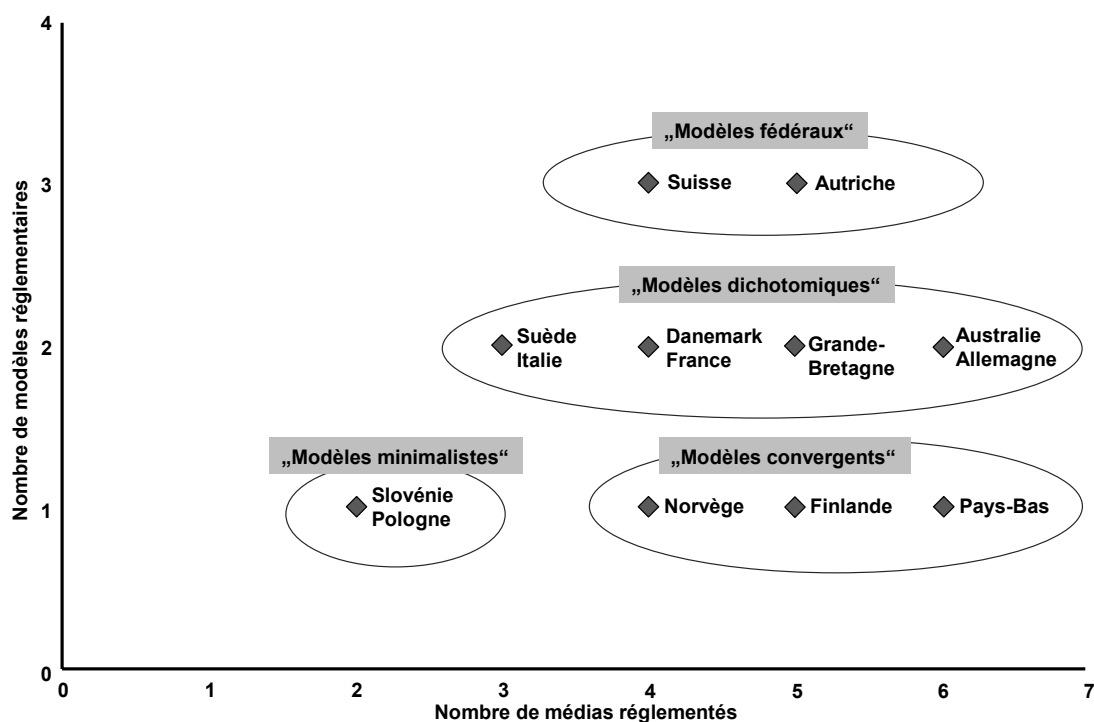 4
„Modèles fédéraux“
3
Suisse
Autriche
„Modèles dichotomiques“
2
Suède
Italie
Danemark
France
Grande-
Bretagne
Australie
Allemagne
„Modèles minimalistes“
„Modèles convergents“
1
Slovénie
Pologne
Norvège
Finlande
Pays-Bas
0
Nombre de modèles réglementaires
0 1 2 3 4 5 6 7
Nombre de médias réglementés